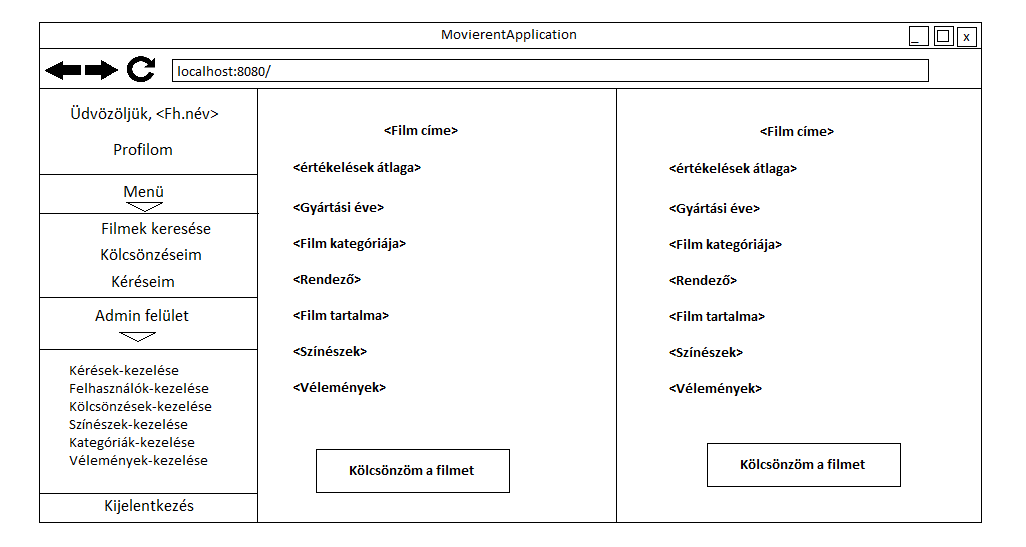 MovierentApplication
_ x
localhost:8080/
Üdvözöljük, <Fh.név>
Profilom
Menü
Filmek keresése
Kölcsönzéseim
Kéréseim
Admin felület
Kérések-kezelése
Felhasználók-kezelése
Kölcsönzések-kezelése
Színészek-kezelése
Kategóriák-kezelése
Vélemények-kezelése
Kijelentkezés
<Film címe>
<értékelések átlaga>
<Gyártási éve>
<Film kategóriája>
<Rendező>
<Film tartalma>
<Színészek>
<Vélemények>
Kölcsönzöm a filmet
<Film címe>
<értékelések átlaga>
<Gyártási éve>
<Film kategóriája>
<Rendező>
<Film tartalma>
<Színészek>
<Vélemények>
Kölcsönzöm a filmet